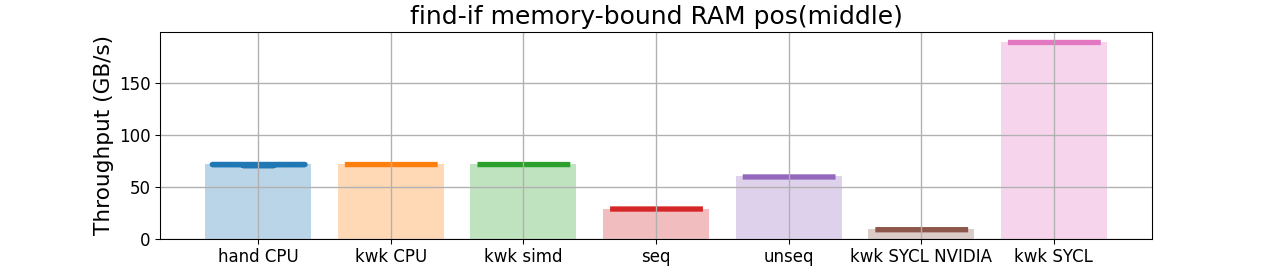 find-if memory-bound RAM pos(middle)
Throughput (GB/s)
150
100
50
0
hand CPU kwk CPU kwk simd seq unseq kwk SYCL NVIDIA kwk SYCL